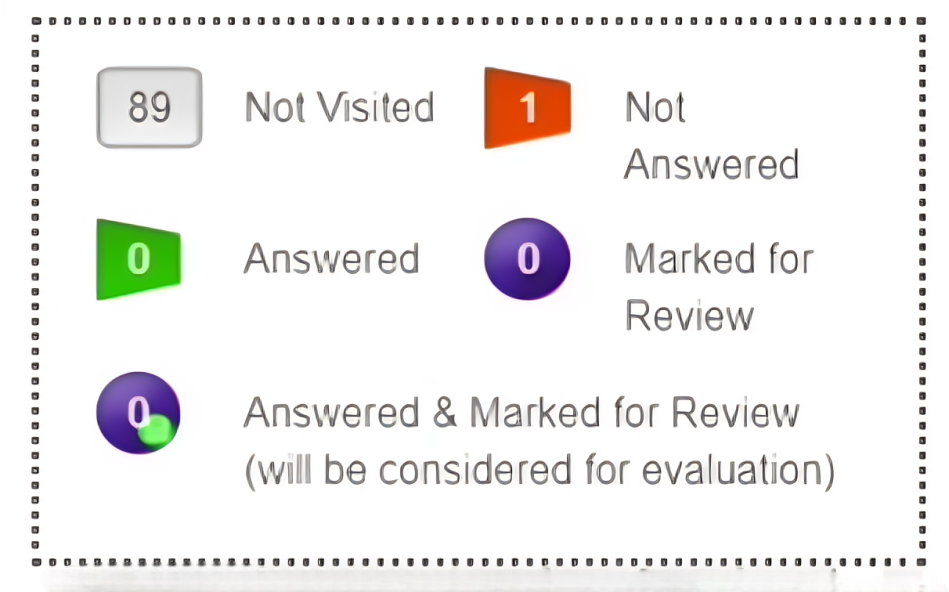 89 Not Visited 1 Not
Answered
0 Answered 0 Marked for
Review
0 Answered & Marked for Review
(will be considered for evaluation)